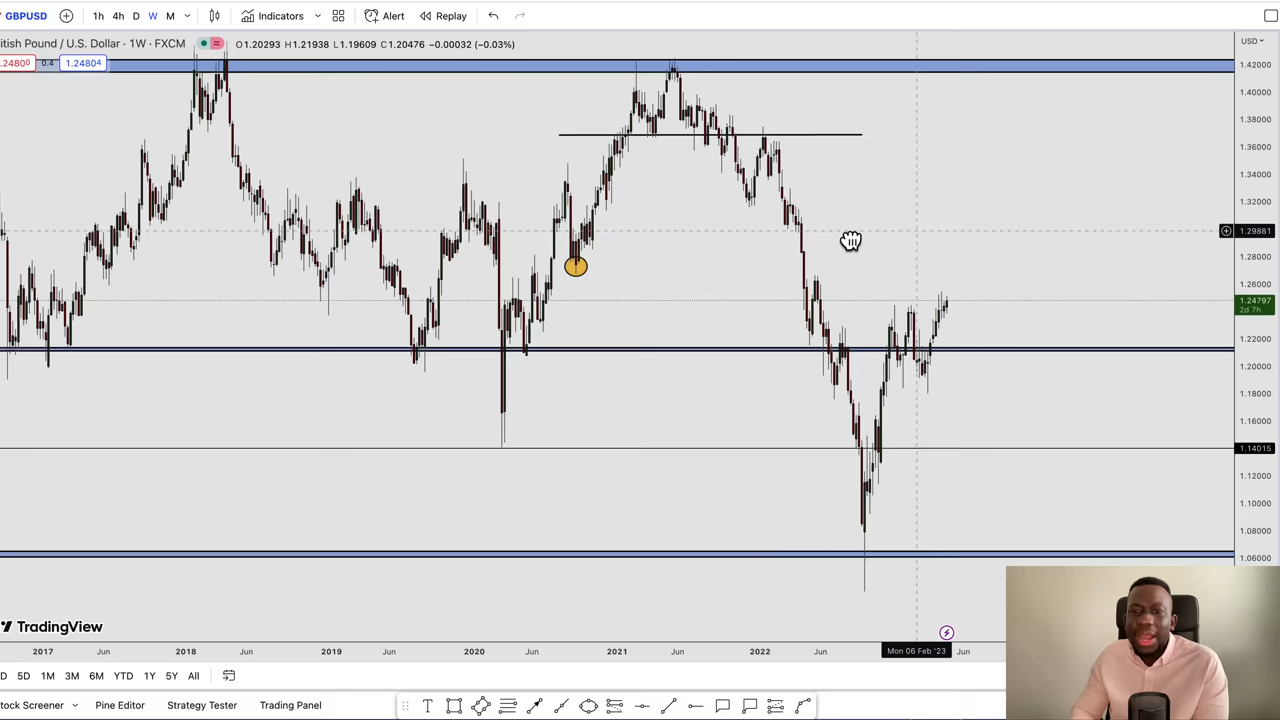 GBPUSD 1h 4h D W M Indicators Alert Replay
itish Pound / U.S. Dollar · 1W · FXCM O1.20293 H1.21938 L1.19609 C1.20476 −0.00032 (−0.03%) USD
.24800 0.4 1.24804
1.42000
1.40000
1.38000
1.36000
1.34000
1.32000
1.29881
1.28000
1.26000
1.24797
2d 7h
1.22000
1.20000
1.18000
1.16000
1.14015
1.12000
1.10000
1.08000
1.06000
TradingView
2017 Jun 2018 Jun 2019 Jun 2020 Jun 2021 Jun 2022 Jun Mon 06 Feb '23 Jun
D 5D 1M 3M 6M YTD 1Y 5Y All
tock Screener Pine Editor Strategy Tester Trading Panel